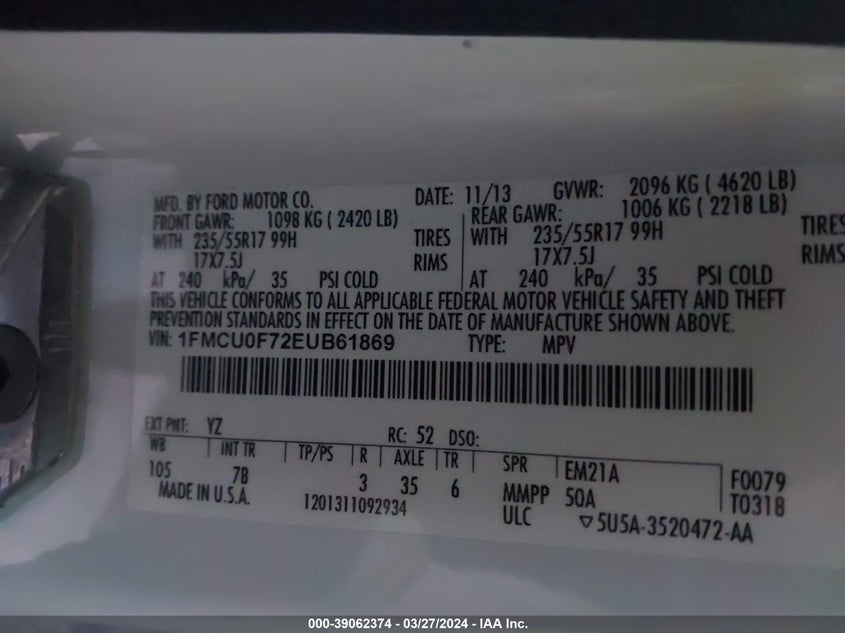 MFD. BY FORD MOTOR CO. DATE: 11/13 GVWR: 2096 KG ( 4620 LB)
FRONT GAWR: 1098 KG ( 2420 LB) REAR GAWR: 1006 KG ( 2218 LB)
WITH 235/55R17 99H TIRES WITH 235/55R17 99H TIRES
17X7.5J RIMS 17X7.5J RIMS
AT 240 kPa/ 35 PSI COLD AT 240 kPa/ 35 PSI COLD
THIS VEHICLE CONFORMS TO ALL APPLICABLE FEDERAL MOTOR VEHICLE SAFETY AND THEFT
PREVENTION STANDARDS IN EFFECT ON THE DATE OF MANUFACTURE SHOWN ABOVE.
VIN: 1FMCU0F72EUB61869 TYPE: MPV
EXT PNT: YZ RC: 52 DSO:
WB INT TR TP/PS R AXLE TR SPR EM21A F0079
105 7B 3 35 6 MMPP 50A T0318
MADE IN U.S.A. 1201311092934 ULC ▽5U5A-3520472-AA
000-39062374 - 03/27/2024 - IAA Inc.